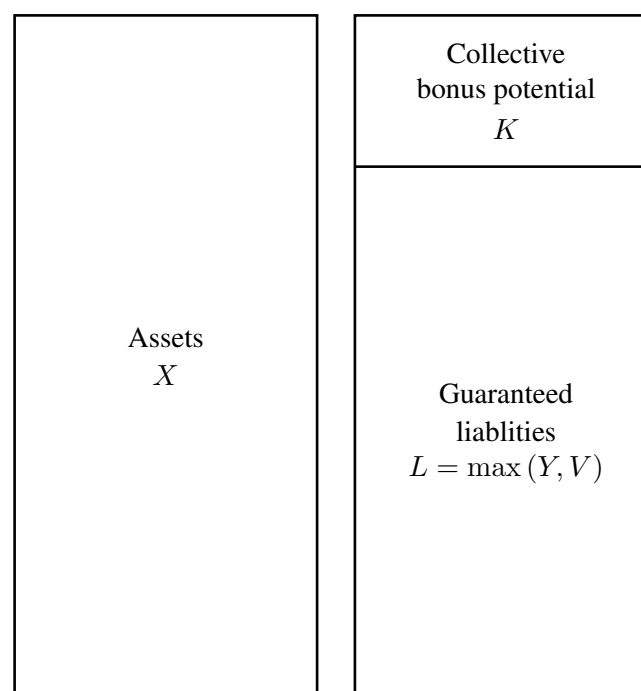 Assets
X
Collective
bonus potential
K
Guaranteed
liablities
L = max (Y, V)